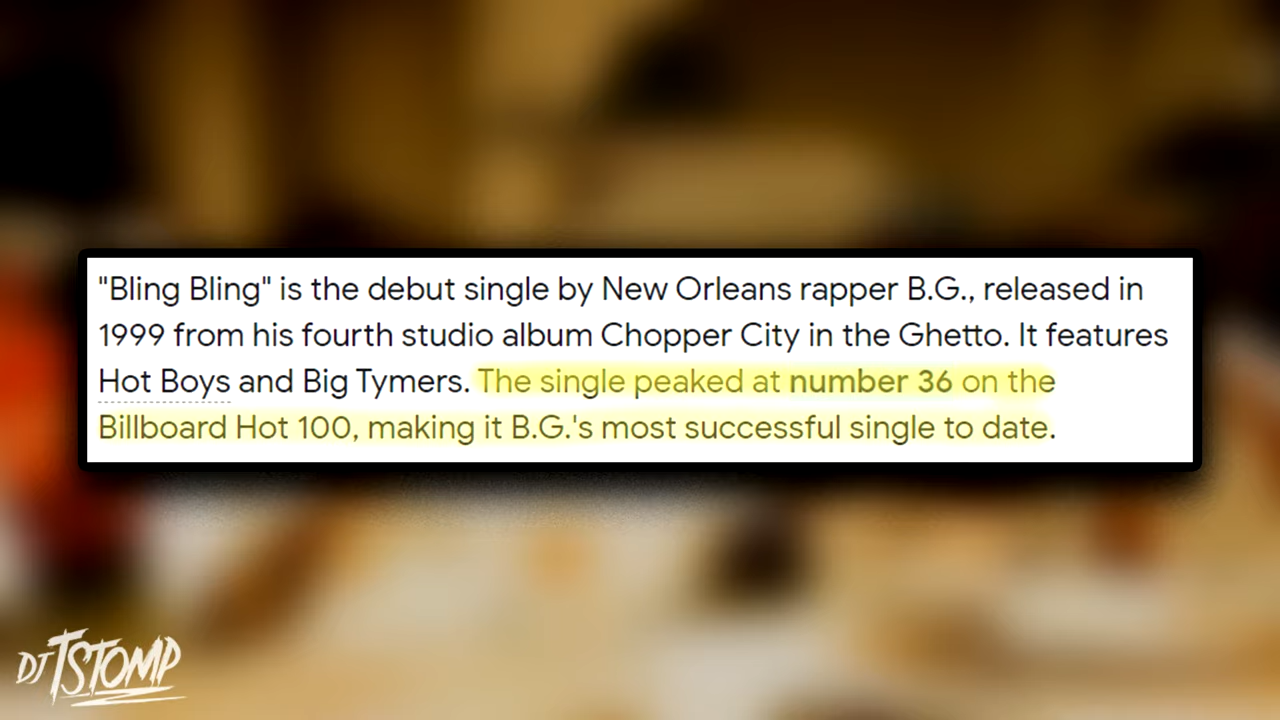 "Bling Bling" is the debut single by New Orleans rapper B.G., released in
1999 from his fourth studio album Chopper City in the Ghetto. It features
Hot Boys and Big Tymers. The single peaked at number 36 on the
Billboard Hot 100, making it B.G.'s most successful single to date.
DJ TSTOMP